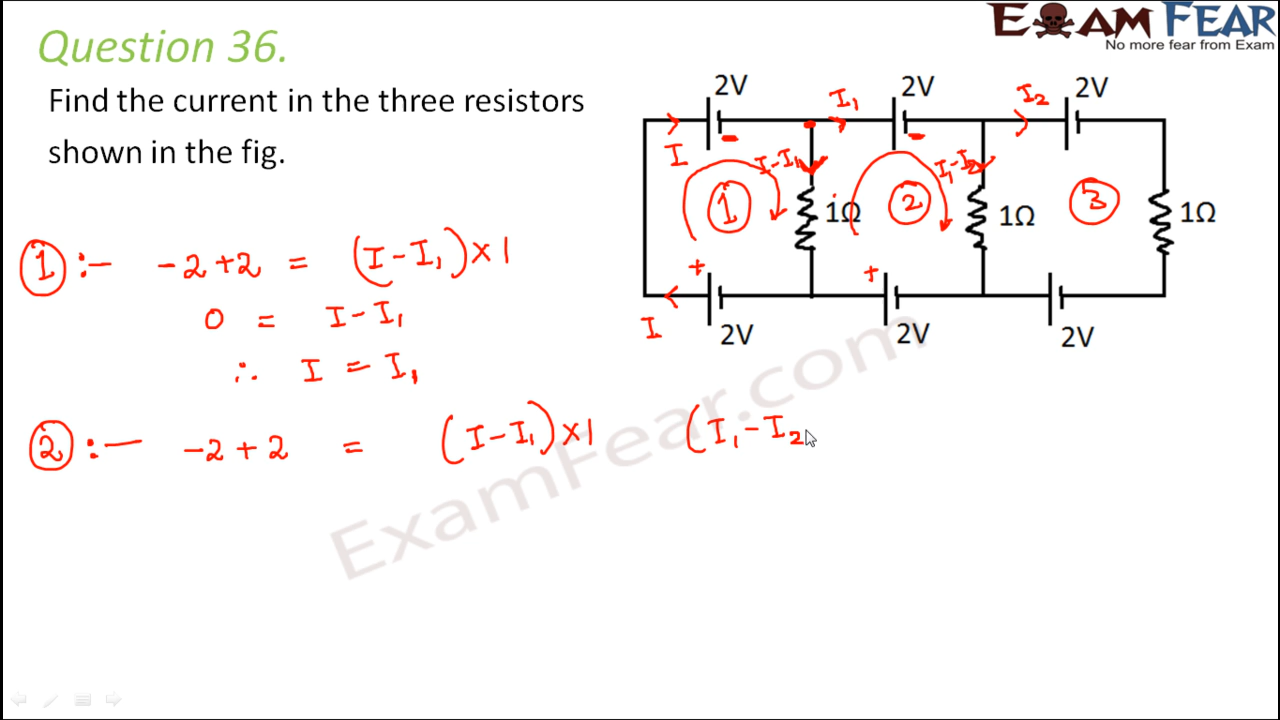 Question 36.
EXAM FEAR
No more fear from Exam
Find the current in the three resistors
shown in the fig.
2V 2V 2V
I₁ I₂
- -
I I-I₁ I₁-I₂
1 2 3
1Ω 1Ω 1Ω
+ +
I 2V 2V 2V
① :- -2+2 = (I-I₁)×1
0 = I-I₁
∴ I = I₁
② :- -2+2 = (I-I₁)×1 (I₁-I₂
ExamFear.com